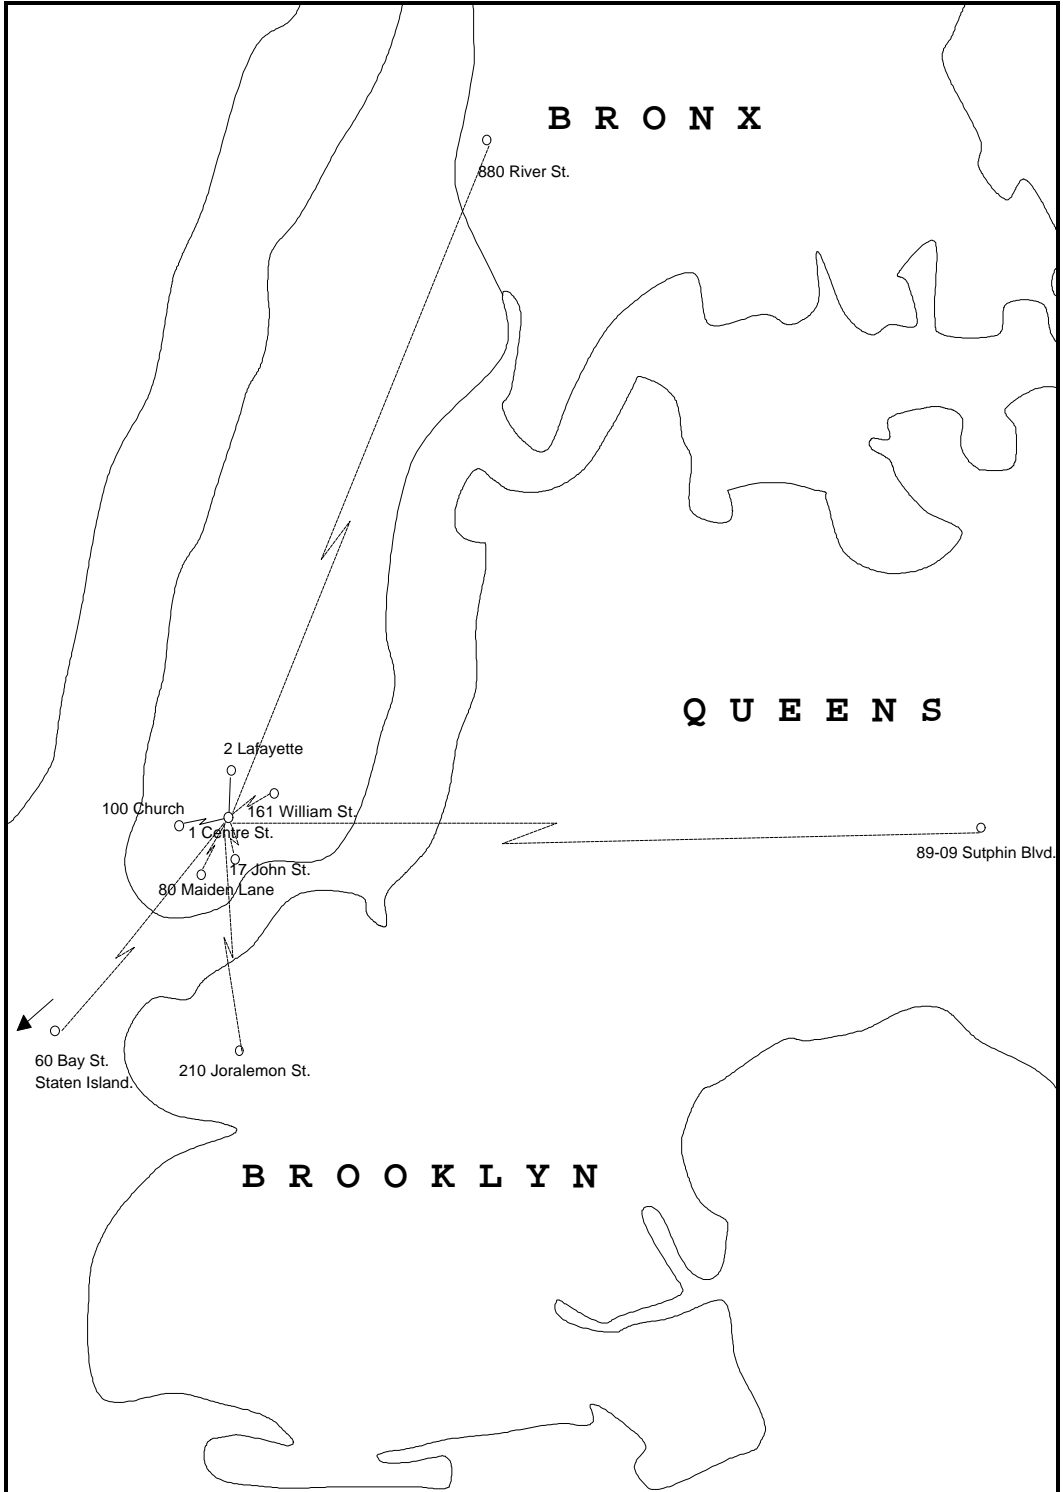 B R O N X
880 River St.
Q U E E N S
2 Lafayette
100 Church
161 William St.
1 Centre St.
89-09 Sutphin Blvd.
17 John St.
80 Maiden Lane
60 Bay St.
Staten Island.
210 Joralemon St.
B R O O K L Y N